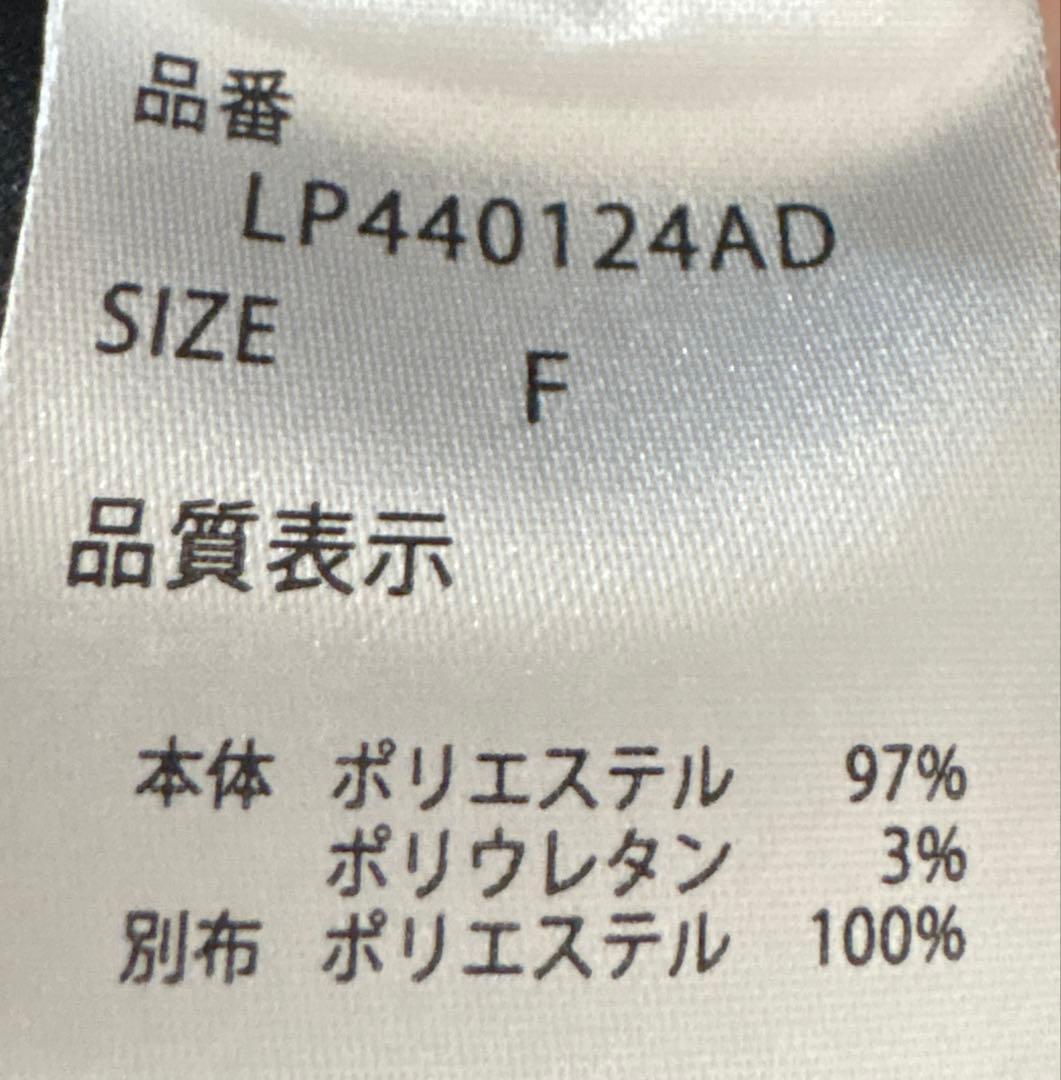 品番
LP440124AD
SIZE
F
品質表示
本体 ポリエステル 97%
ポリウレタン 3%
別布 ポリエステル 100%